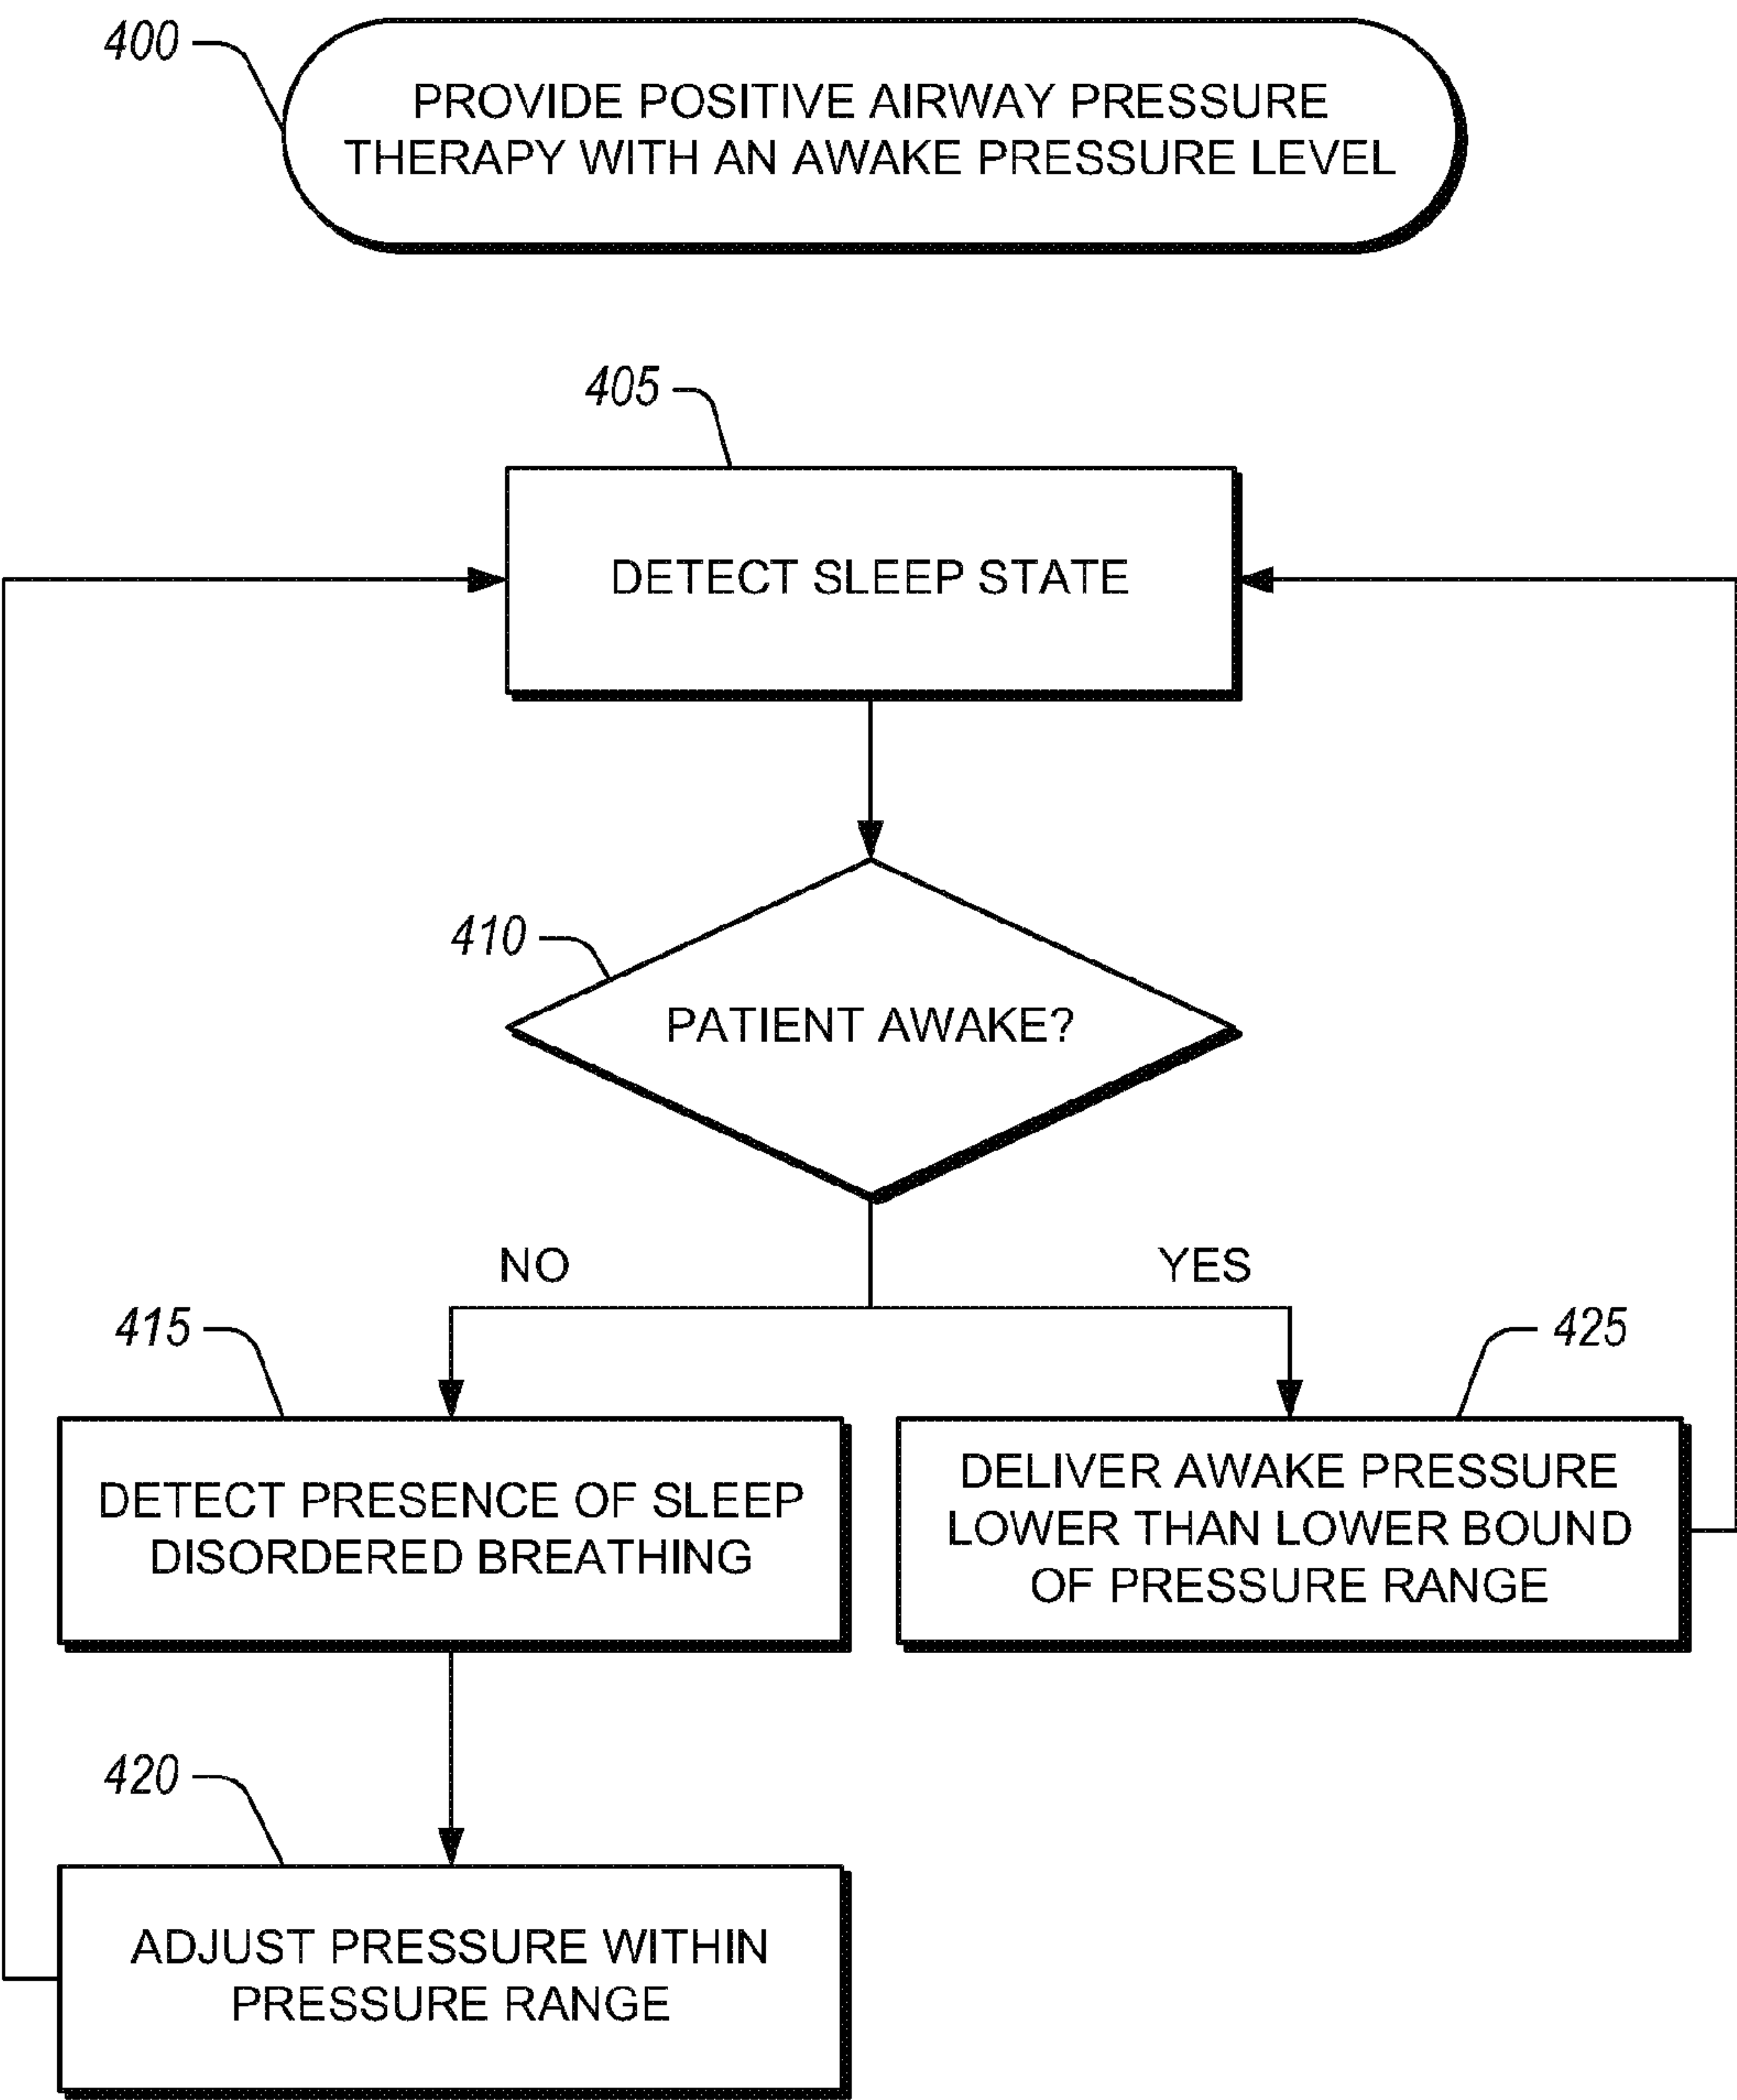 400
PROVIDE POSITIVE AIRWAY PRESSURE
THERAPY WITH AN AWAKE PRESSURE LEVEL
405
DETECT SLEEP STATE
410
PATIENT AWAKE?
NO
YES
415
425
DETECT PRESENCE OF SLEEP
DISORDERED BREATHING
DELIVER AWAKE PRESSURE
LOWER THAN LOWER BOUND
OF PRESSURE RANGE
420
ADJUST PRESSURE WITHIN
PRESSURE RANGE